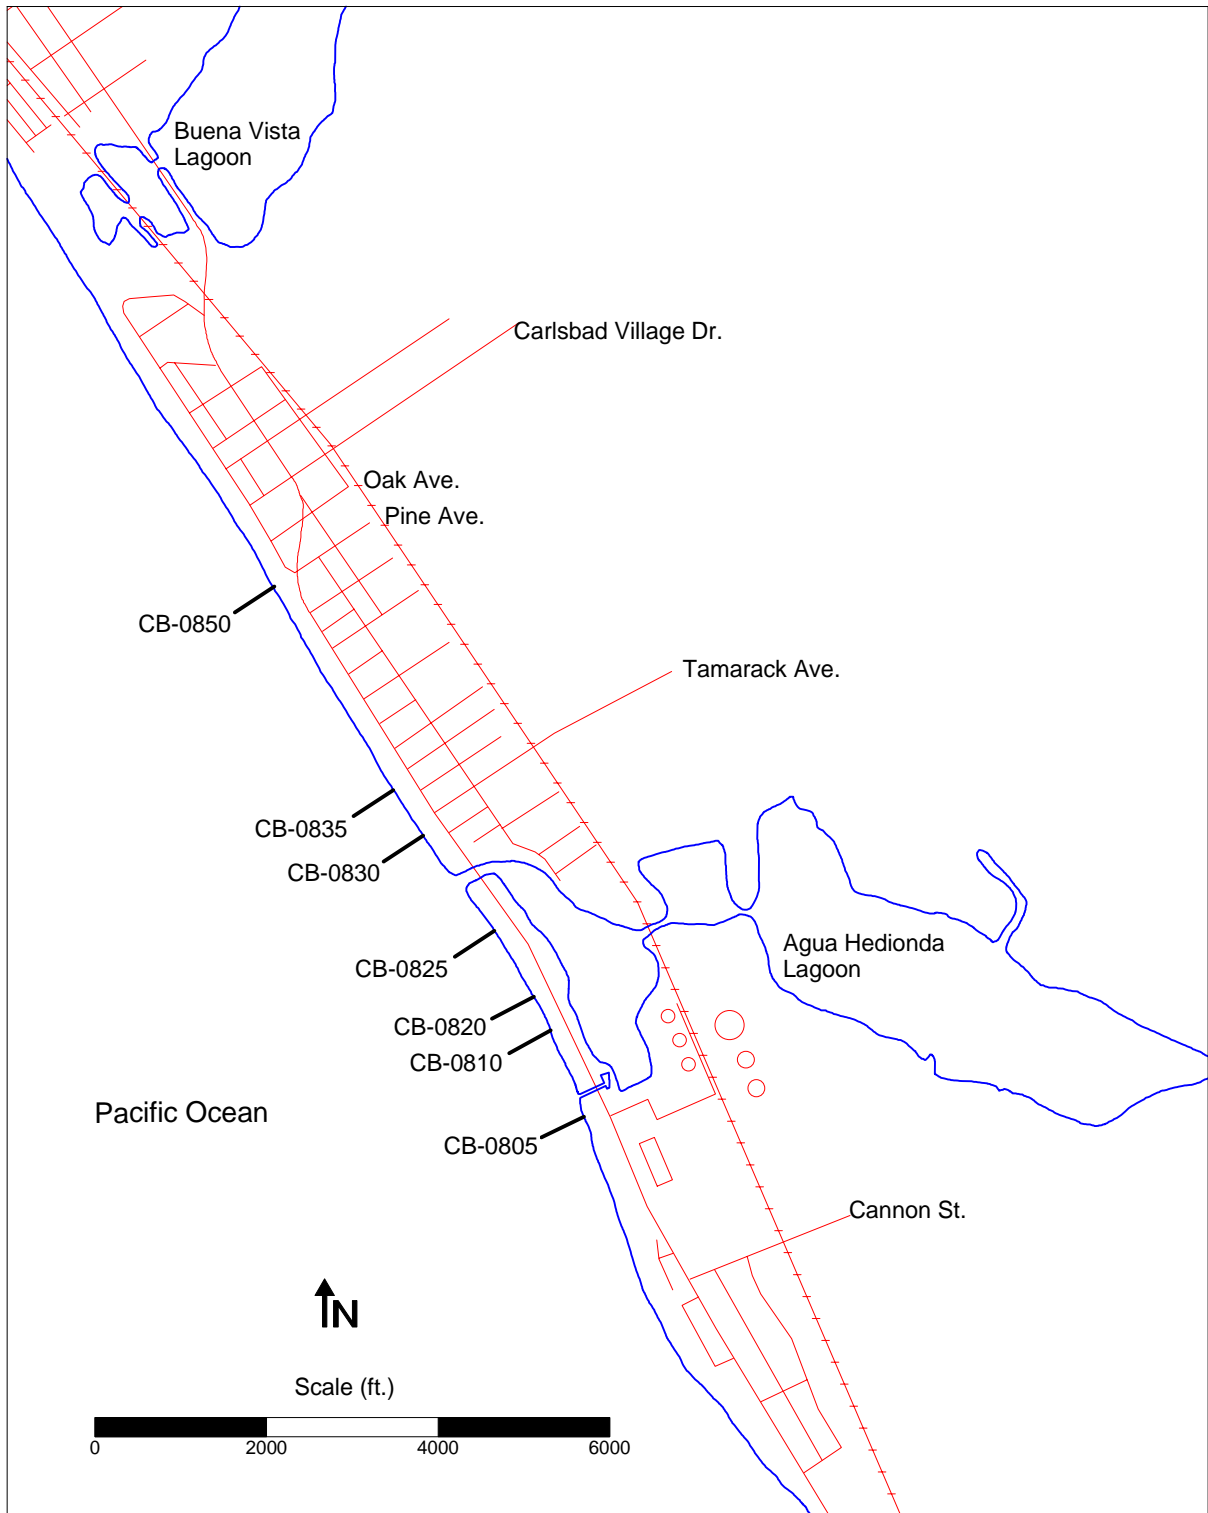 Buena Vista
Lagoon
Carlsbad Village Dr.
Oak Ave.
Pine Ave.
CB-0850
Tamarack Ave.
CB-0835
CB-0830
Agua Hedionda
Lagoon
CB-0825
CB-0820
CB-0810
Pacific Ocean
CB-0805
Cannon St.
N
Scale (ft.)
0 2000 4000 6000